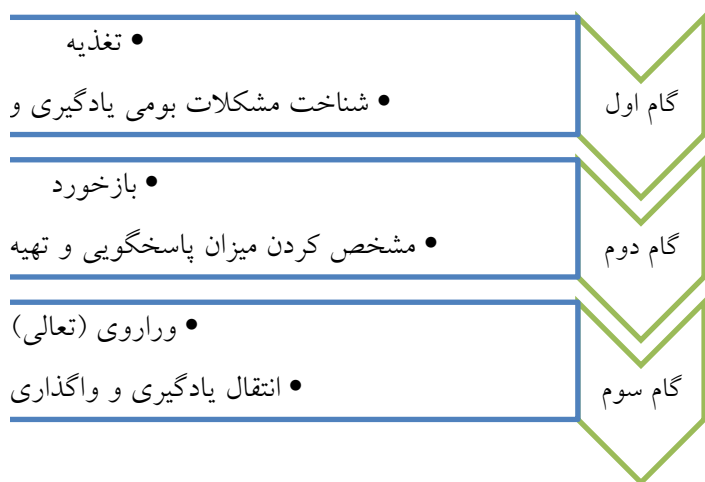 گام اول
• تغذیه
• شناخت مشکلات بومی یادگیری و
گام دوم
• بازخورد
• مشخص کردن میزان پاسخگویی و تهیه
گام سوم
• وراروی (تعالی)
• انتقال یادگیری و واگذاری